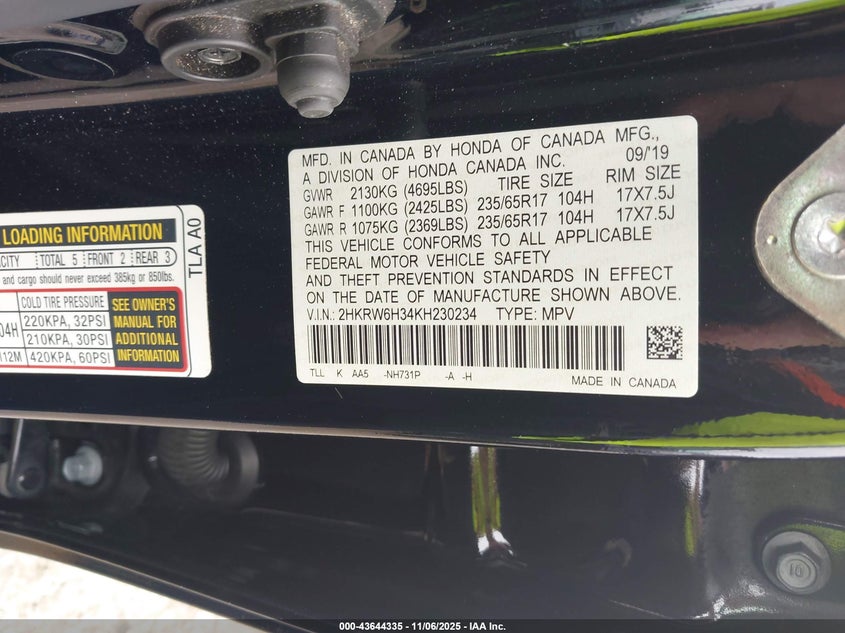 MFD. IN CANADA BY HONDA OF CANADA MFG.,
A DIVISION OF HONDA CANADA INC. 09/'19
GVWR 2130KG (4695LBS) TIRE SIZE RIM SIZE
GAWR F 1100KG (2425LBS) 235/65R17 104H 17X7.5J
GAWR R 1075KG (2369LBS) 235/65R17 104H 17X7.5J
THIS VEHICLE CONFORMS TO ALL APPLICABLE
FEDERAL MOTOR VEHICLE SAFETY
AND THEFT PREVENTION STANDARDS IN EFFECT
ON THE DATE OF MANUFACTURE SHOWN ABOVE.
V.I.N.: 2HKRW6H34KH230234 TYPE: MPV
TLL K AA5 -NH731P -A -H
MADE IN CANADA
LOADING INFORMATION
TOTAL 5 FRONT 2 REAR 3
and cargo should never exceed 385kg or 850lbs.
COLD TIRE PRESSURE
220KPA, 32PSI
210KPA, 30PSI
420KPA, 60PSI
SEE OWNER'S
MANUAL FOR
ADDITIONAL
INFORMATION
TLA A0
10
000-43644335 - 11/06/2025 - IAA Inc.